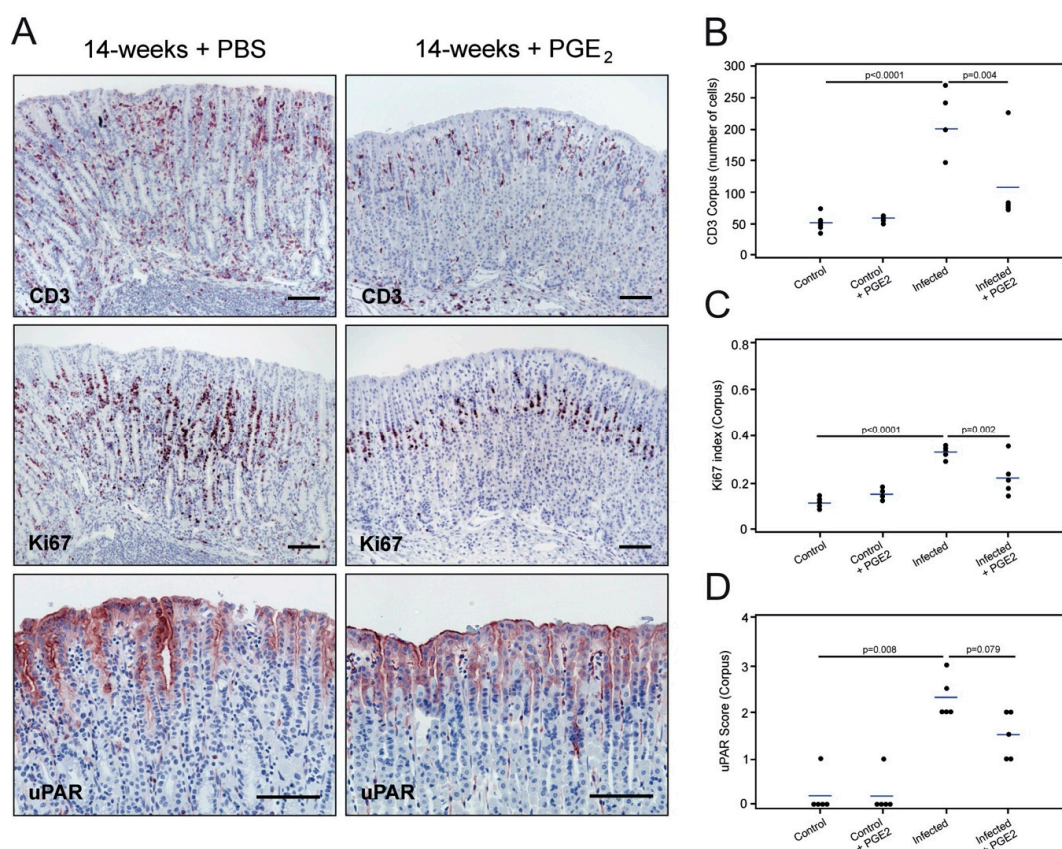 A
14-weeks + PBS
14-weeks + PGE₂
CD3
CD3
Ki67
Ki67
uPAR
uPAR
B
300
250
200
150
100
50
0
CD3 Corpus (number of cells)
p<0.0001
p=0.004
Control
Control
+ PGE2
Infected
Infected
+ PGE2
C
0.8
0.6
0.4
0.2
0
Ki67 index (Corpus)
p<0.0001
p=0.002
Control
Control
+ PGE2
Infected
Infected
+ PGE2
D
4
3
2
1
0
uPAR Score (Corpus)
p=0.008
p=0.079
Control
Control
+ PGE2
Infected
Infected
+ PGE2